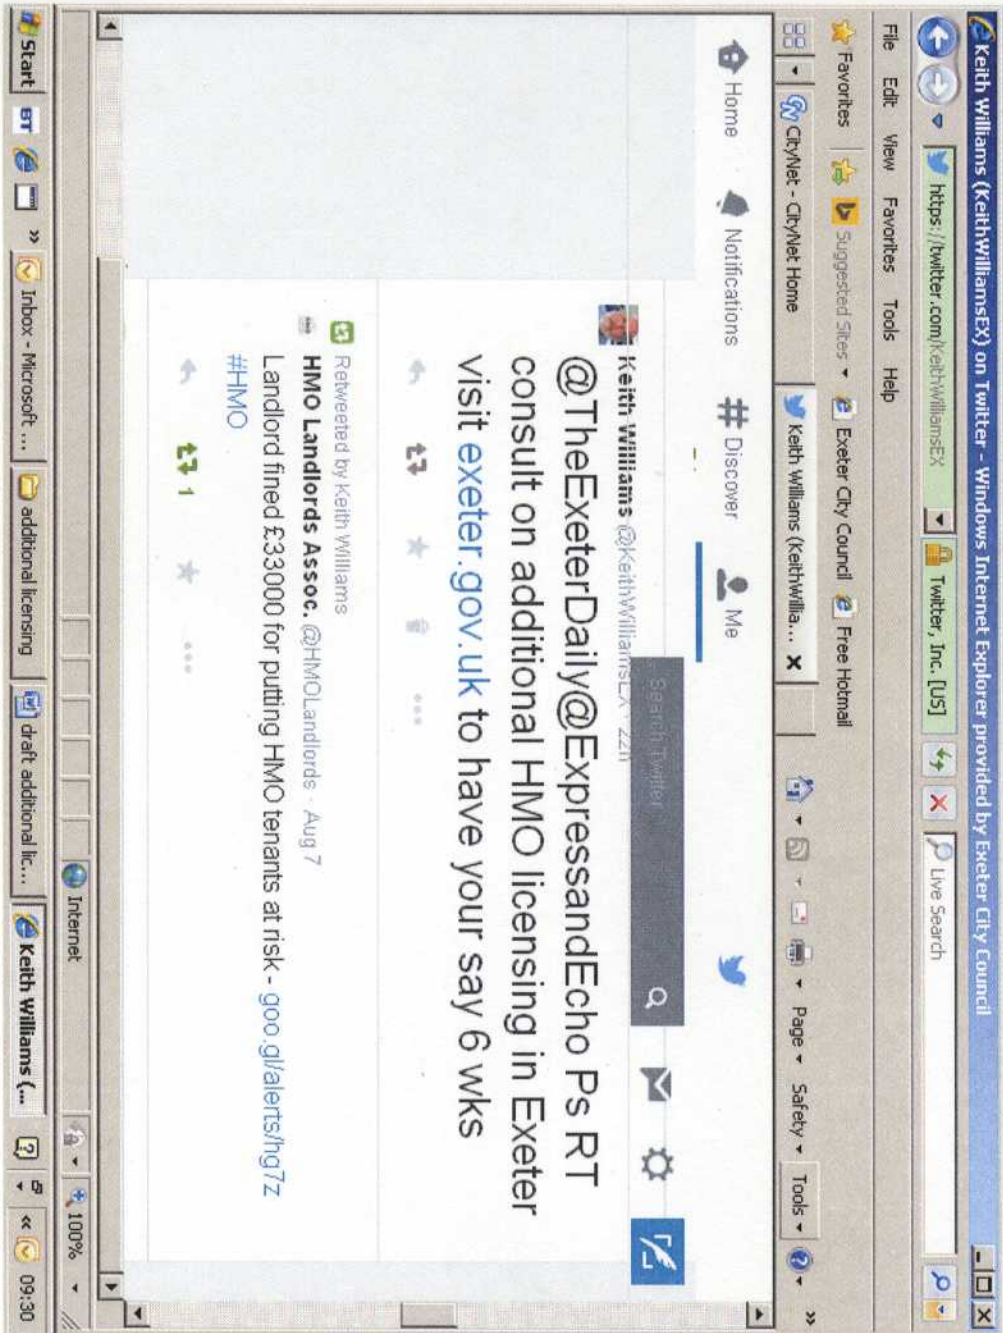 Keith Williams (KeithWilliamsEX) on Twitter - Windows Internet Explorer provided by Exeter City Council
https://twitter.com/KeithWilliamsEX
Twitter, Inc. [US]
Live Search
File Edit View Favorites Tools Help
Favorites
Suggested Sites
Exeter City Council
Free Hotmail
CityNet - CityNet Home
Keith Williams (KeithWillia...
Page Safety Tools
Home Notifications # Discover Me
Search Twitter
Keith Williams @KeithWilliamsEX · 22h
@TheExeterDaily@ExpressandEcho Ps RT
consult on additional HMO licensing in Exeter
visit exeter.gov.uk to have your say 6 wks
Retweeted by Keith Williams
HMO Landlords Assoc. @HMOLandlords · Aug 7
Landlord fined £33000 for putting HMO tenants at risk - goo.gl/alerts/hg7z
#HMO
1
Internet
100%
Start
BT
Inbox - Microsoft ...
additional licensing
draft additional lic...
Keith Williams (...
09:30